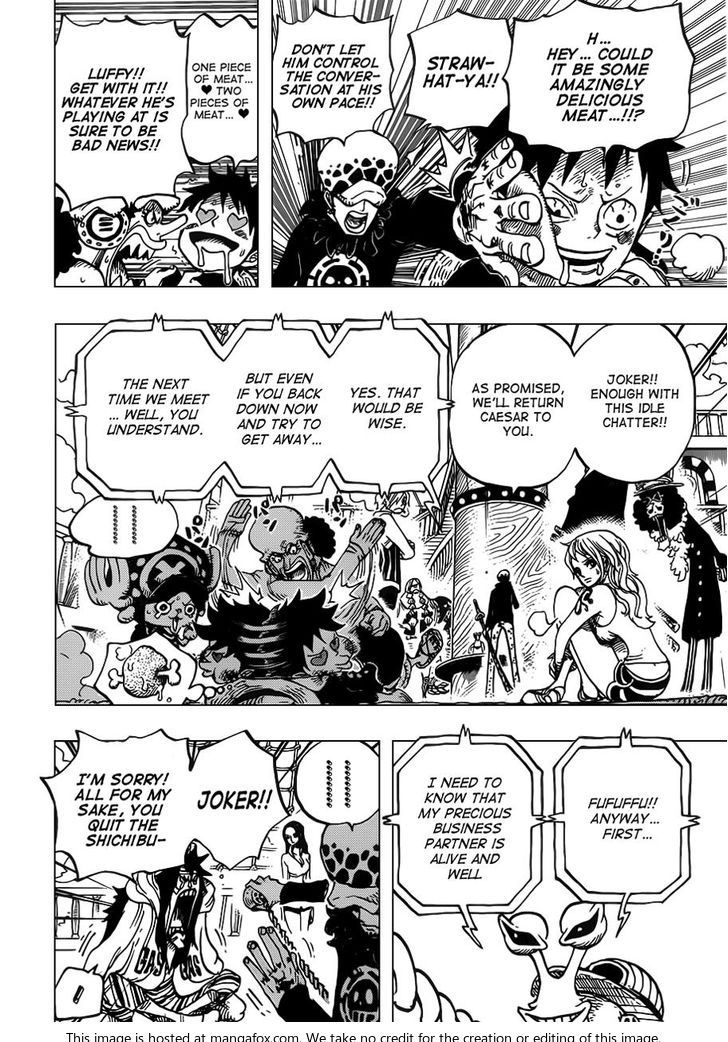 H...
HEY... COULD
IT BE SOME
AMAZINGLY
DELICIOUS
MEAT...!!?
STRAW-
HAT-YA!!
DON'T LET
HIM CONTROL
THE CONVER-
SATION AT
HIS OWN
PACE!!
ONE PIECE
OF MEAT...
♥ TWO
PIECES OF
MEAT... ♥
LUFFY!!
GET WITH IT!!
WHATEVER HE'S
PLAYING AT IS
SURE TO BE
BAD NEWS!!
JOKER!!
ENOUGH WITH
THIS IDLE
CHATTER!!
AS PROMISED,
WE'LL RETURN
CAESAR TO
YOU.
YES. THAT
WOULD BE
WISE.
BUT EVEN
IF YOU BACK
DOWN NOW
AND TRY TO
GET AWAY...
THE NEXT
TIME WE MEET
... WELL, YOU
UNDERSTAND.
FUFUFFU!!
ANYWAY...
FIRST...
I NEED TO
KNOW THAT
MY PRECIOUS
BUSINESS
PARTNER IS
ALIVE AND
WELL
JOKER!!
I'M SORRY!
ALL FOR MY
SAKE, YOU
QUIT THE
SHICHIBU-
GAS GAS
This image is hosted at mangafox.com. We take no credit for the creation or editing of this image.